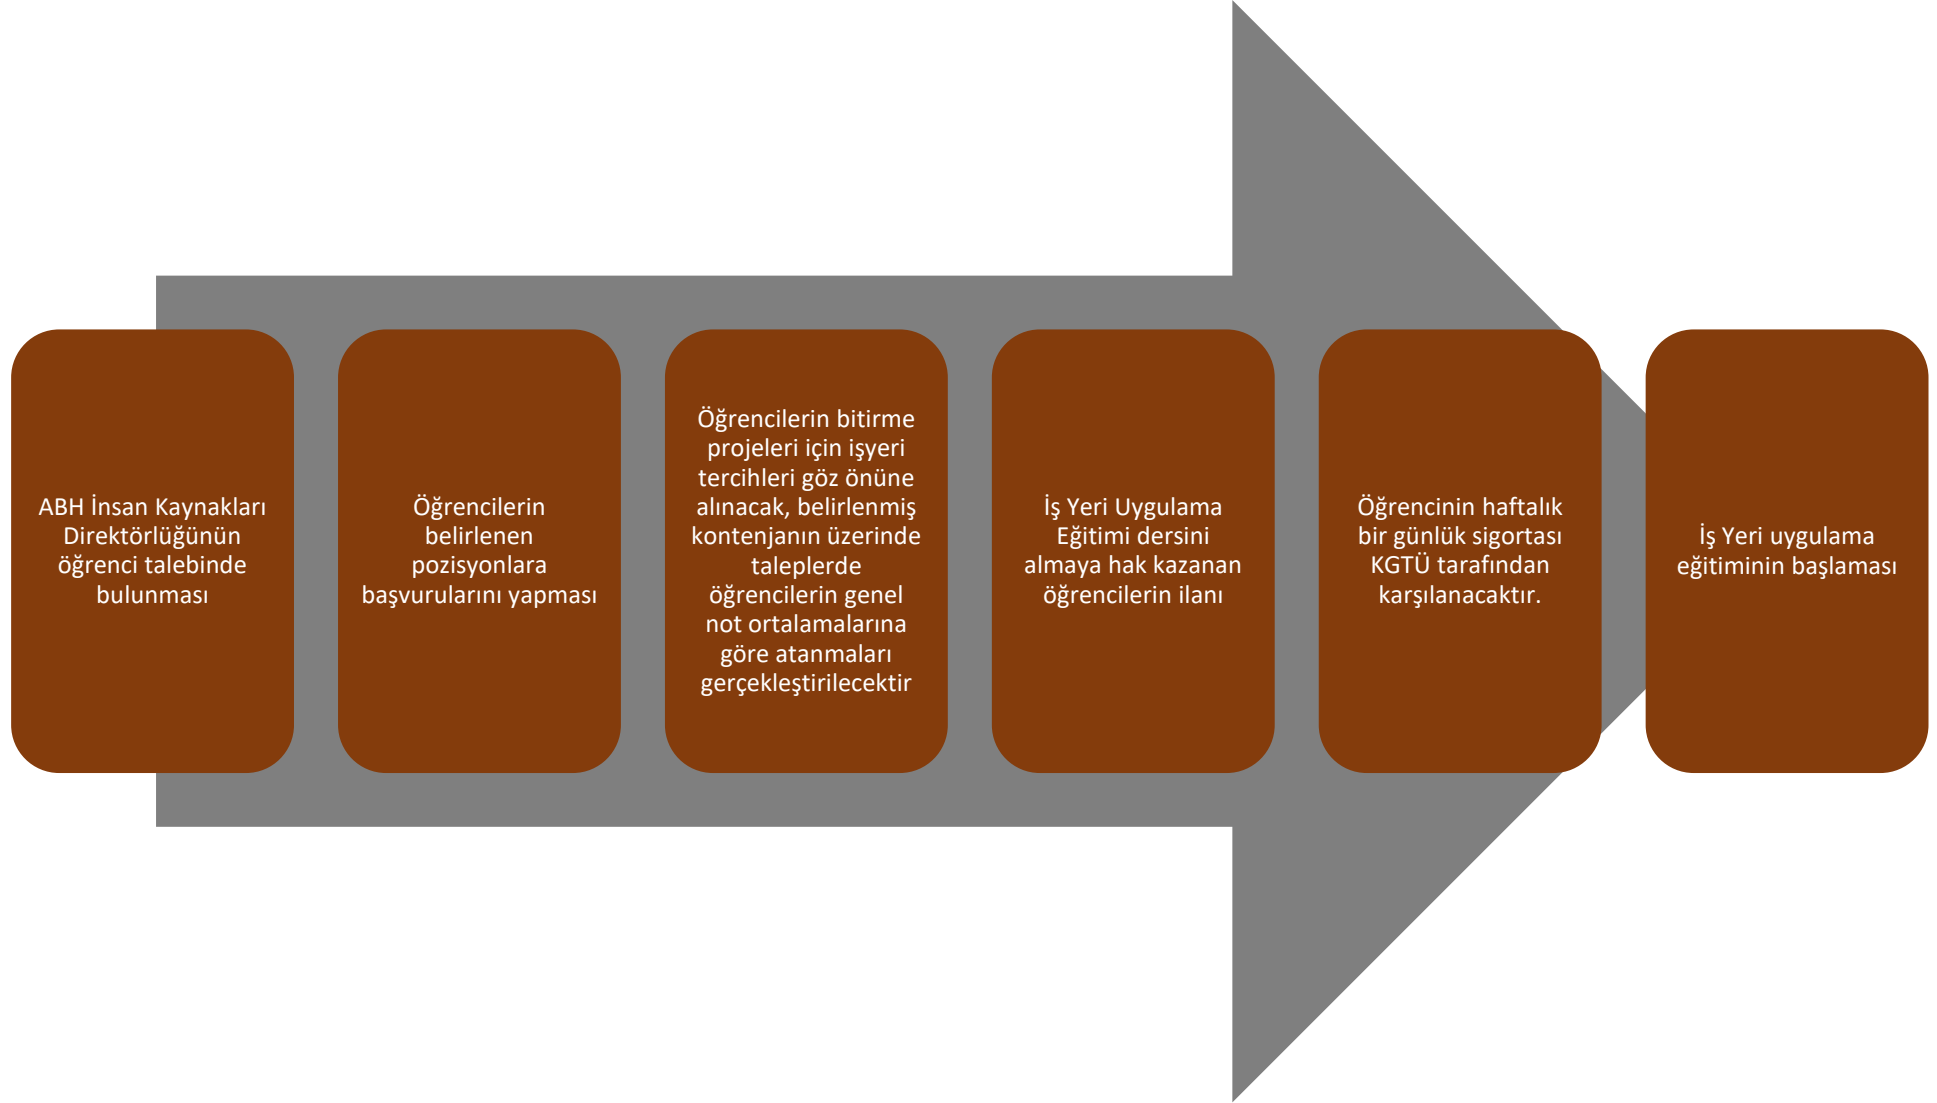 ABH İnsan Kaynakları
Direktörlüğünün
öğrenci talebinde
bulunması
Öğrencilerin
belirlenen
pozisyonlara
başvurularını yapması
Öğrencilerin bitirme
projeleri için işyeri
tercihleri göz önüne
alınacak, belirlenmiş
kontenjanın üzerinde
taleplerde
öğrencilerin genel
not ortalamalarına
göre atanmaları
gerçekleştirilecektir
İş Yeri Uygulama
Eğitimi dersini
almaya hak kazanan
öğrencilerin ilanı
Öğrencinin haftalık
bir günlük sigortası
KGTÜ tarafından
karşılanacaktır.
İş Yeri uygulama
eğitiminin başlaması